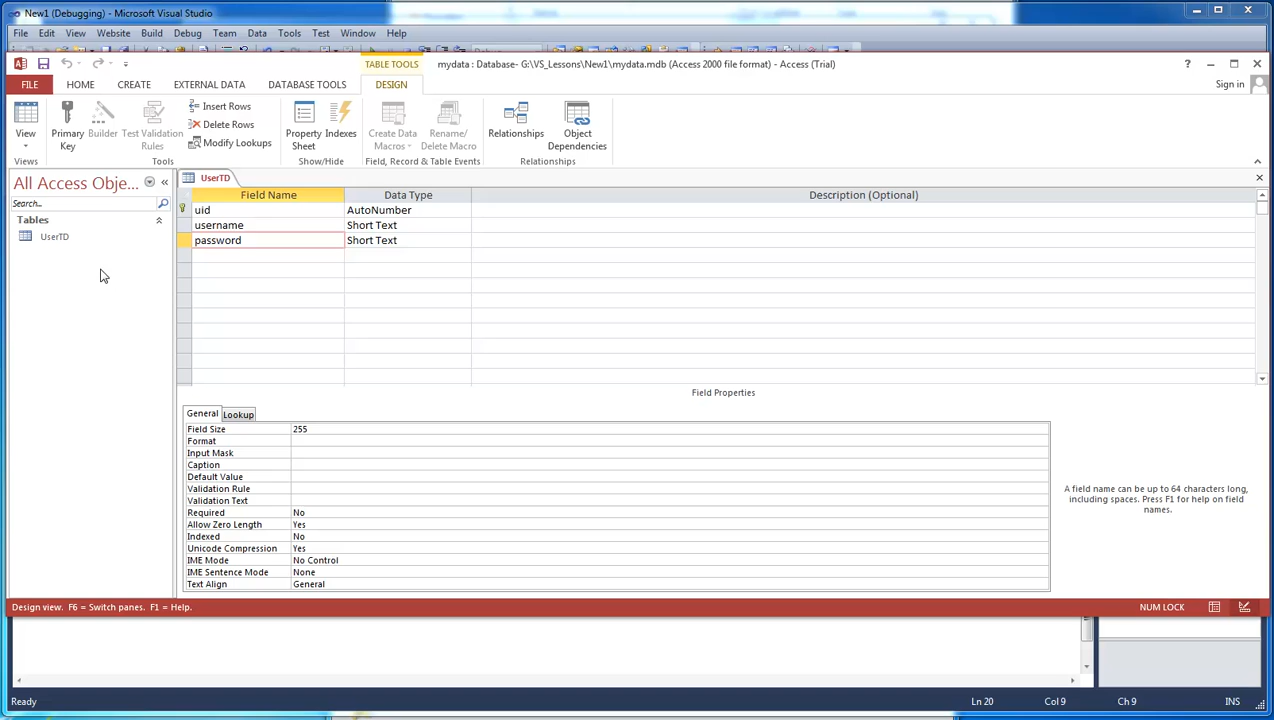 New1 (Debugging) - Microsoft Visual Studio
File Edit View Website Build Debug Team Data Tools Test Window Help
TABLE TOOLS mydata : Database- G:\VS_Lessons\New1\mydata.mdb (Access 2000 file format) - Access (Trial) ?
FILE HOME CREATE EXTERNAL DATA DATABASE TOOLS DESIGN Sign in
View
Views
Primary Key
Builder
Test Validation Rules
Insert Rows
Delete Rows
Modify Lookups
Tools
Property Sheet
Indexes
Show/Hide
Create Data Macros
Rename/ Delete Macro
Field, Record & Table Events
Relationships
Object Dependencies
Relationships
All Access Obje...
Search...
Tables
UserTD
UserTD
Field Name Data Type Description (Optional)
uid AutoNumber
username Short Text
password Short Text
Field Properties
General Lookup
Field Size 255
Format
Input Mask
Caption
Default Value
Validation Rule
Validation Text
Required No
Allow Zero Length Yes
Indexed No
Unicode Compression Yes
IME Mode No Control
IME Sentence Mode None
Text Align General
A field name can be up to 64 characters long,
including spaces. Press F1 for help on field
names.
Design view. F6 = Switch panes. F1 = Help. NUM LOCK
Ready Ln 20 Col 9 Ch 9 INS